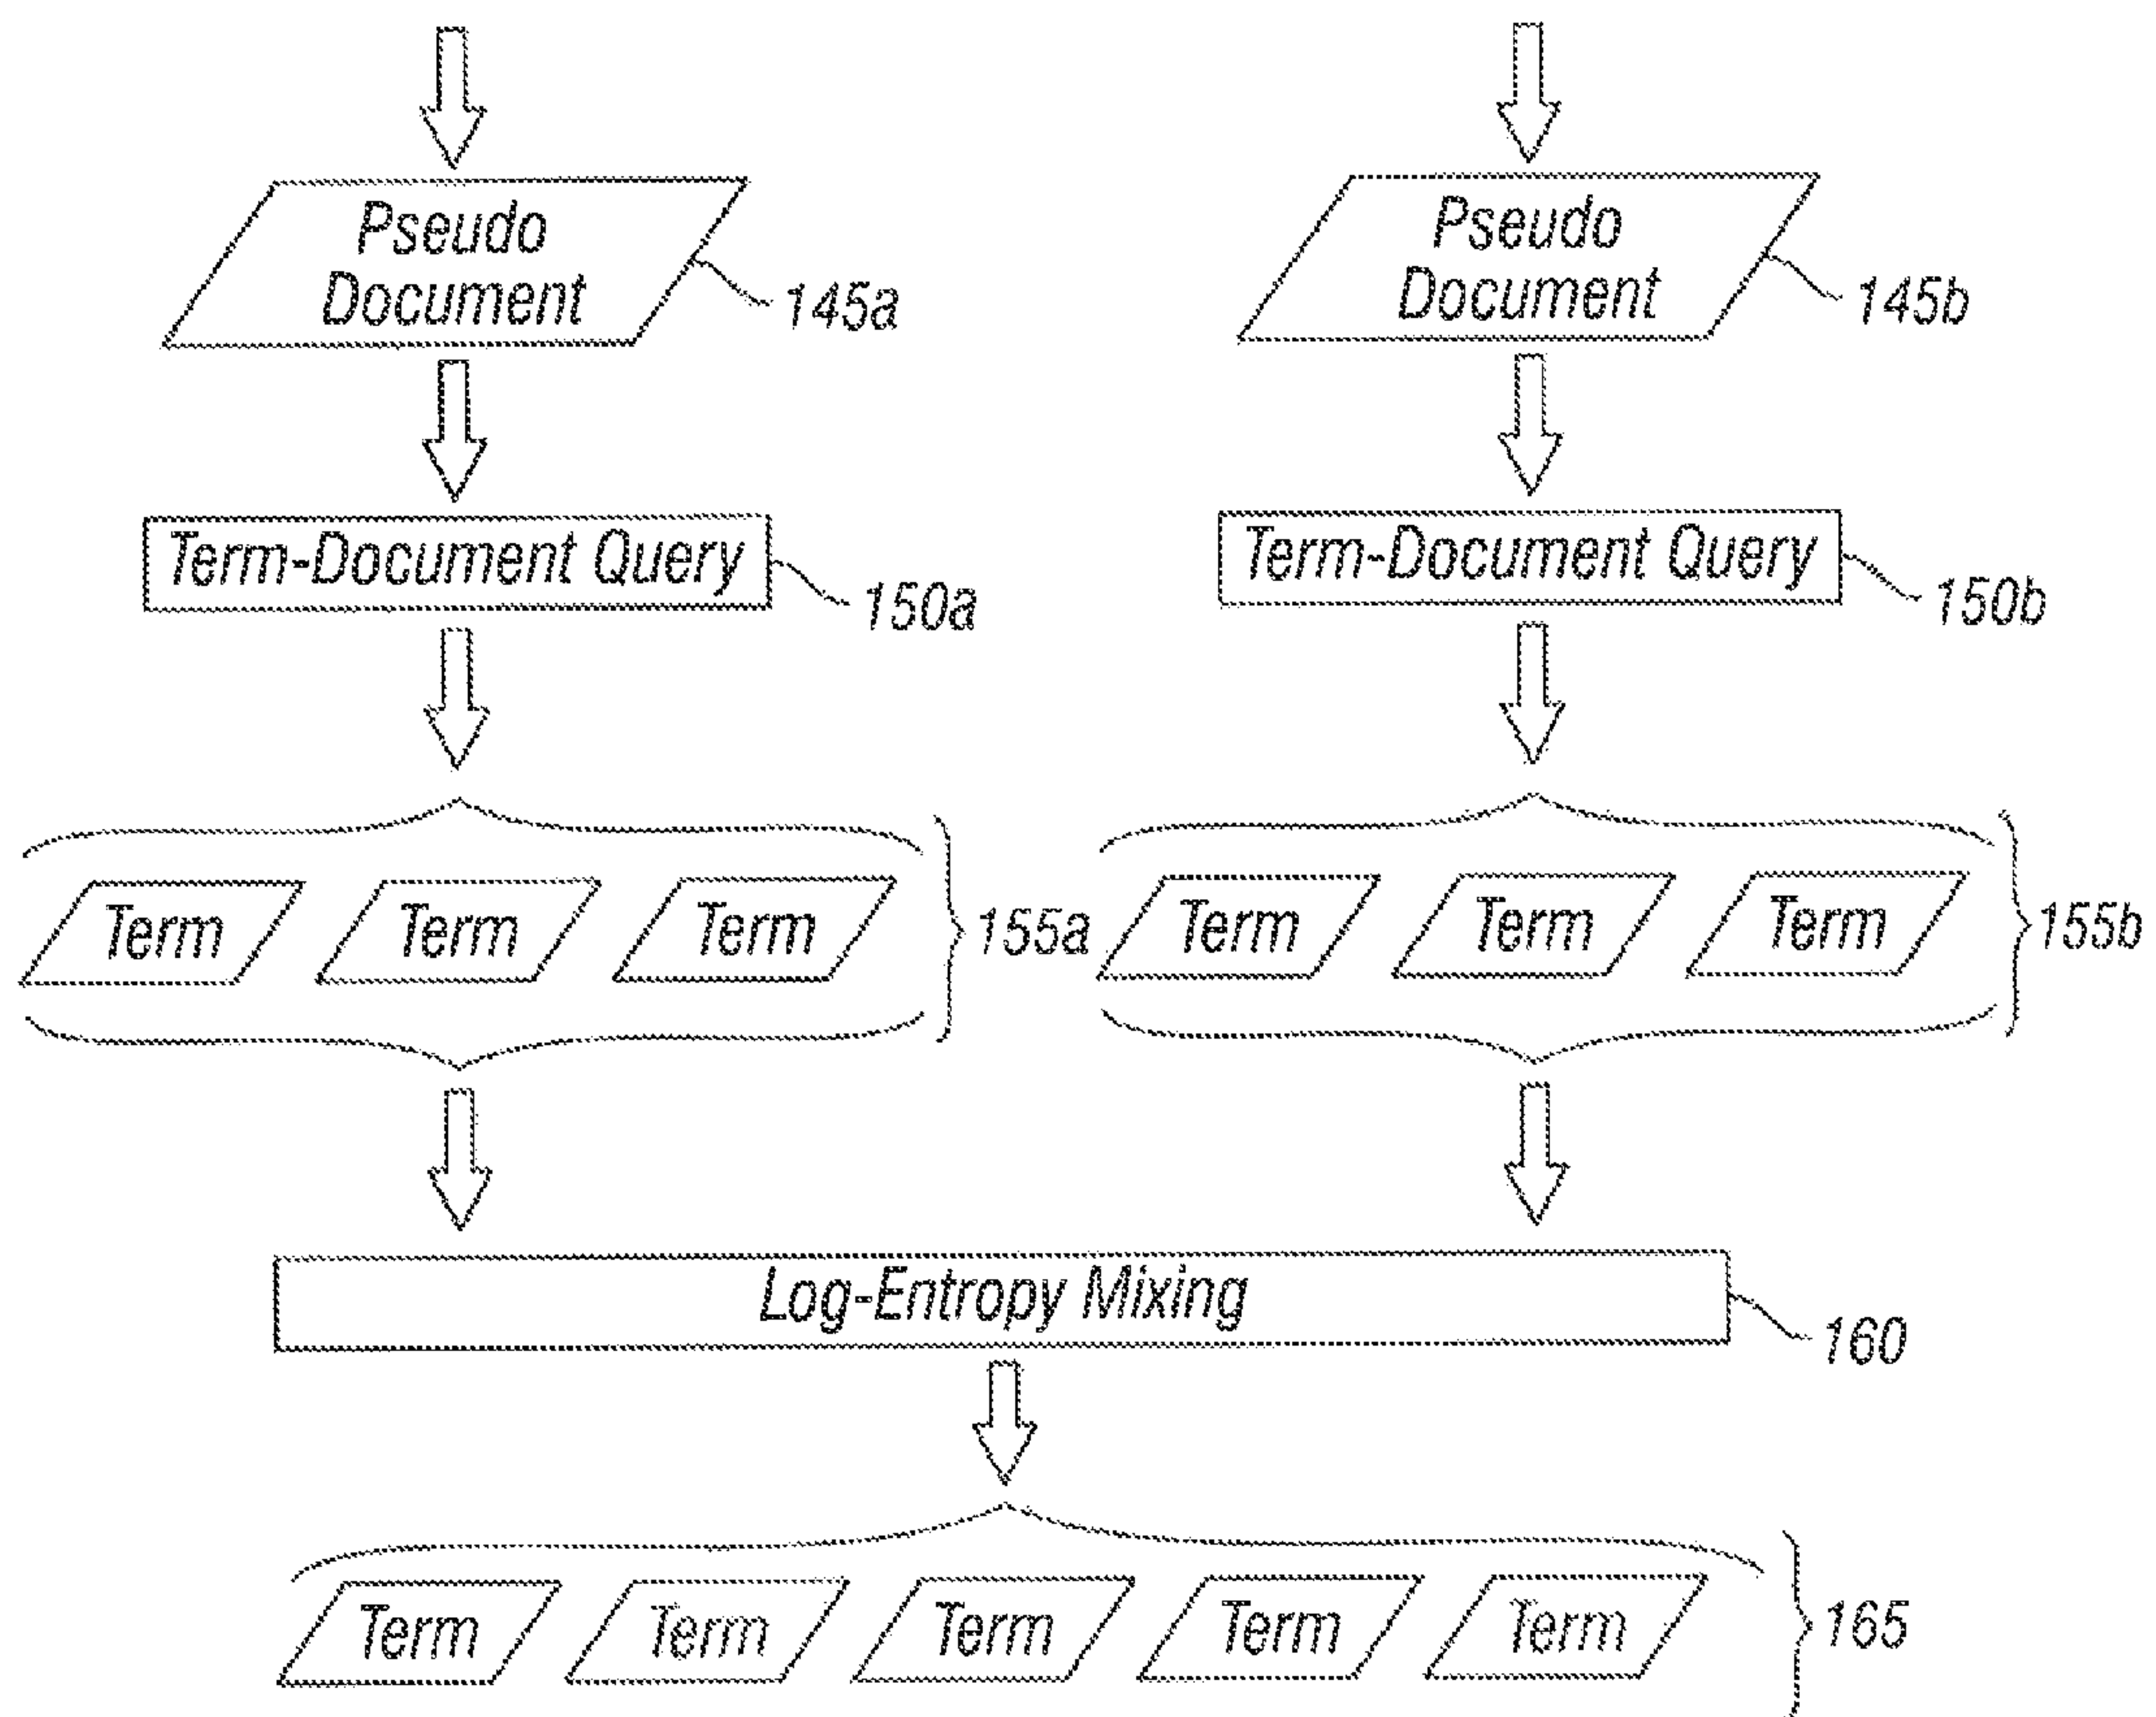 Pseudo
Document
145a
Pseudo
Document
145b
Term-Document Query
150a
Term-Document Query
150b
Term Term Term 155a
Term Term Term 155b
Log-Entropy Mixing
160
Term Term Term Term Term 165